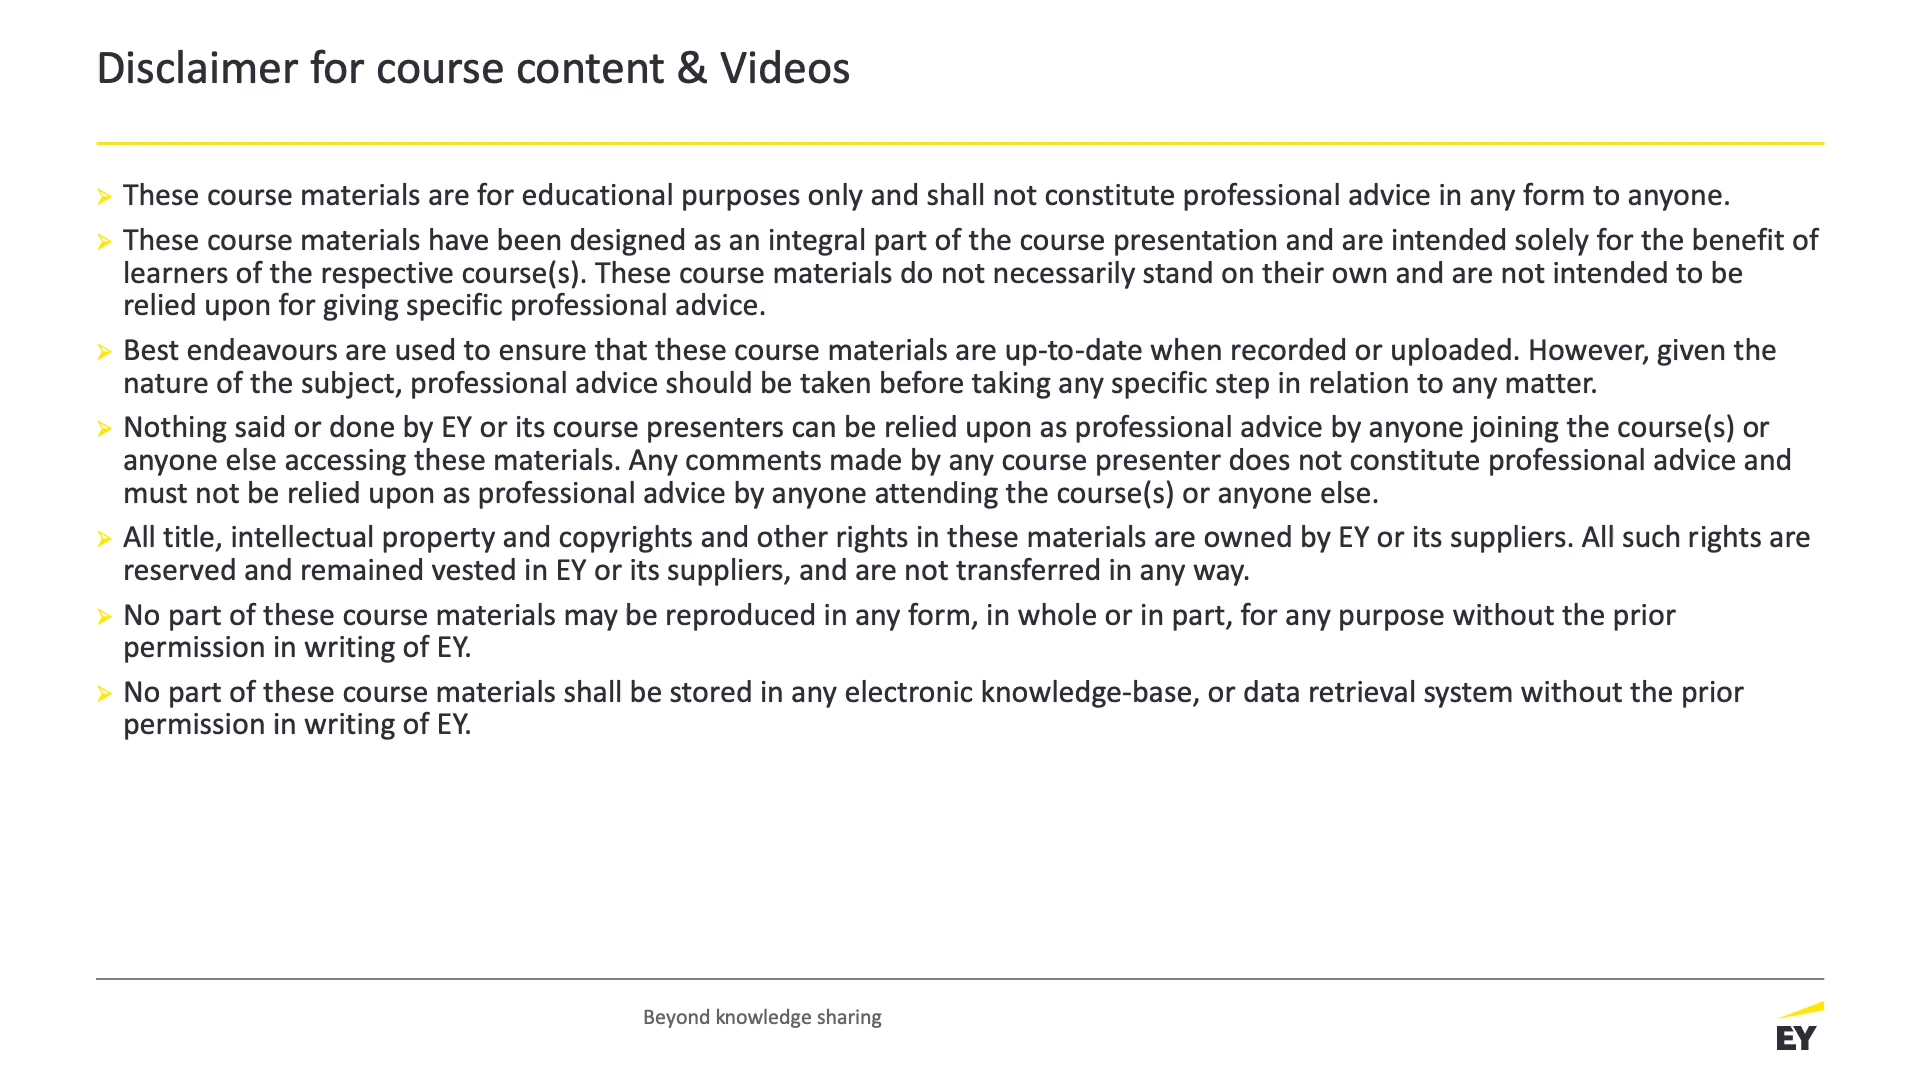 Disclaimer for course content & Videos
These course materials are for educational purposes only and shall not constitute professional advice in any form to anyone.
These course materials have been designed as an integral part of the course presentation and are intended solely for the benefit of
learners of the respective course(s). These course materials do not necessarily stand on their own and are not intended to be
relied upon for giving specific professional advice.
Best endeavours are used to ensure that these course materials are up-to-date when recorded or uploaded. However, given the
nature of the subject, professional advice should be taken before taking any specific step in relation to any matter.
Nothing said or done by EY or its course presenters can be relied upon as professional advice by anyone joining the course(s) or
anyone else accessing these materials. Any comments made by any course presenter does not constitute professional advice and
must not be relied upon as professional advice by anyone attending the course(s) or anyone else.
All title, intellectual property and copyrights and other rights in these materials are owned by EY or its suppliers. All such rights are
reserved and remained vested in EY or its suppliers, and are not transferred in any way.
No part of these course materials may be reproduced in any form, in whole or in part, for any purpose without the prior
permission in writing of EY.
No part of these course materials shall be stored in any electronic knowledge-base, or data retrieval system without the prior
permission in writing of EY.
Beyond knowledge sharing
EY